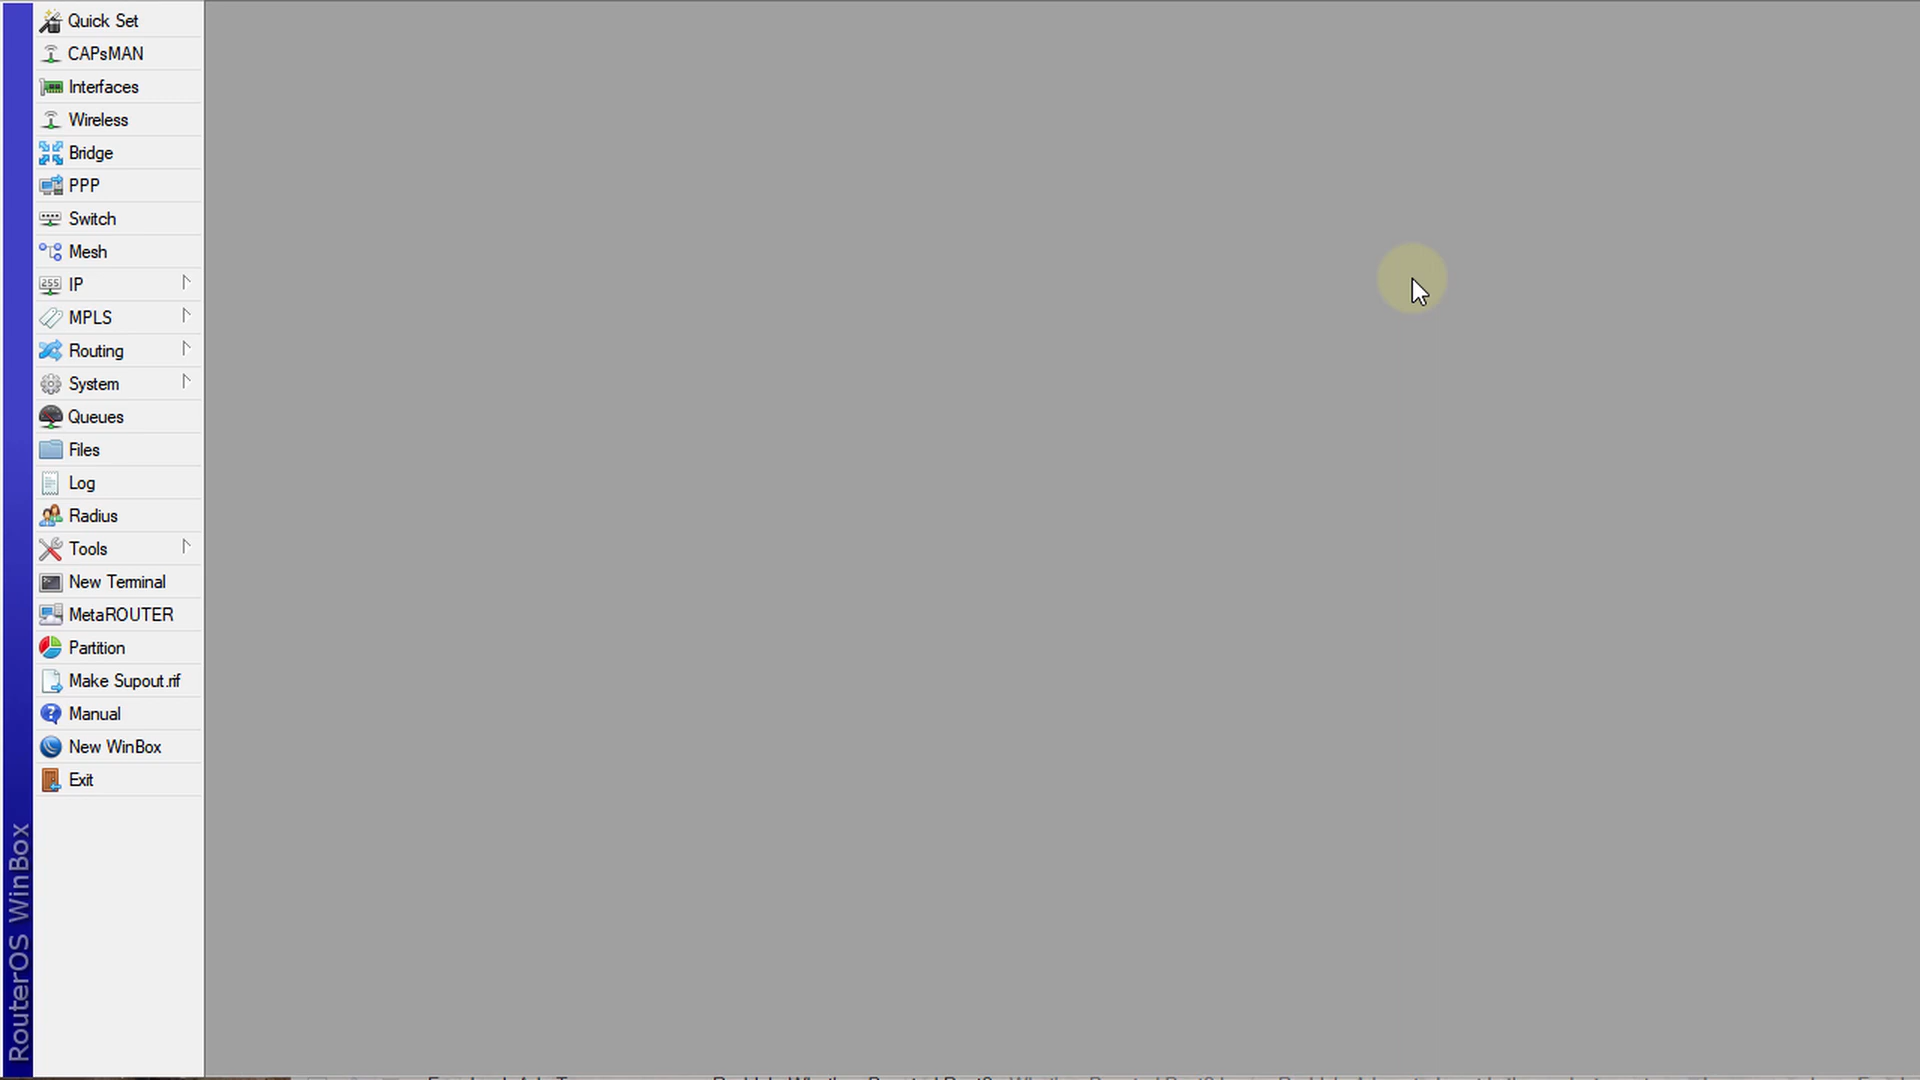 Quick Set
CAPsMAN
Interfaces
Wireless
Bridge
PPP
Switch
Mesh
255 IP
MPLS
Routing
System
Queues
Files
Log
Radius
Tools
New Terminal
MetaROUTER
Partition
Make Supout.rif
Manual
New WinBox
Exit
RouterOS WinBox